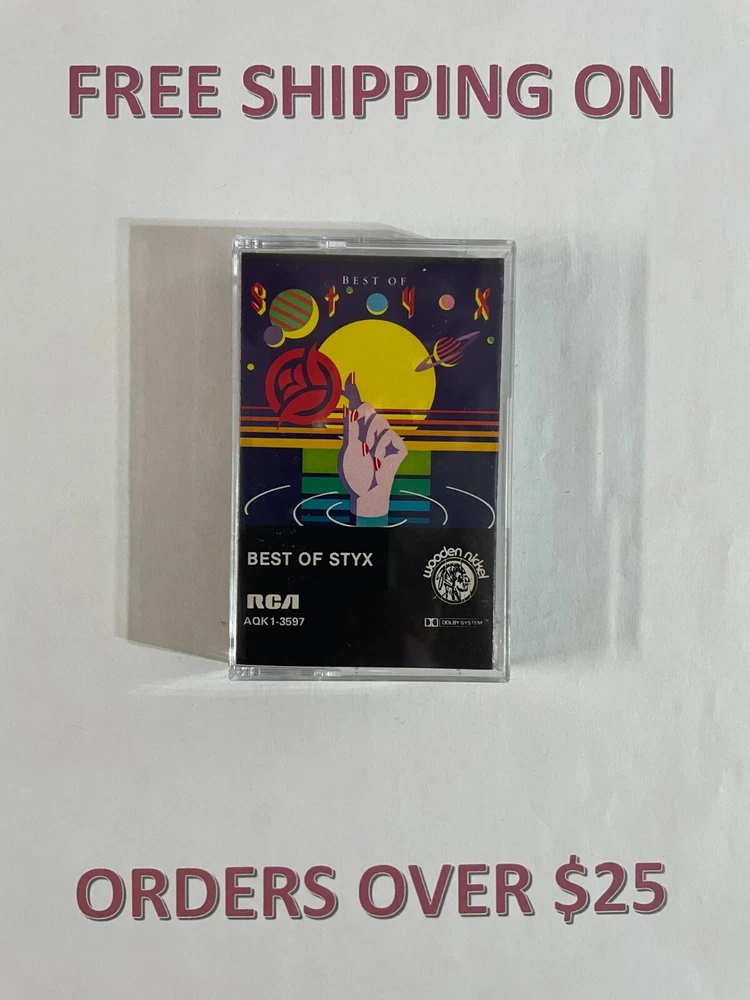 FREE SHIPPING ON
BEST OF
Styx
BEST OF STYX
wooden nickel
RCA
AQK1-3597
DOLBY SYSTEM
ORDERS OVER $25